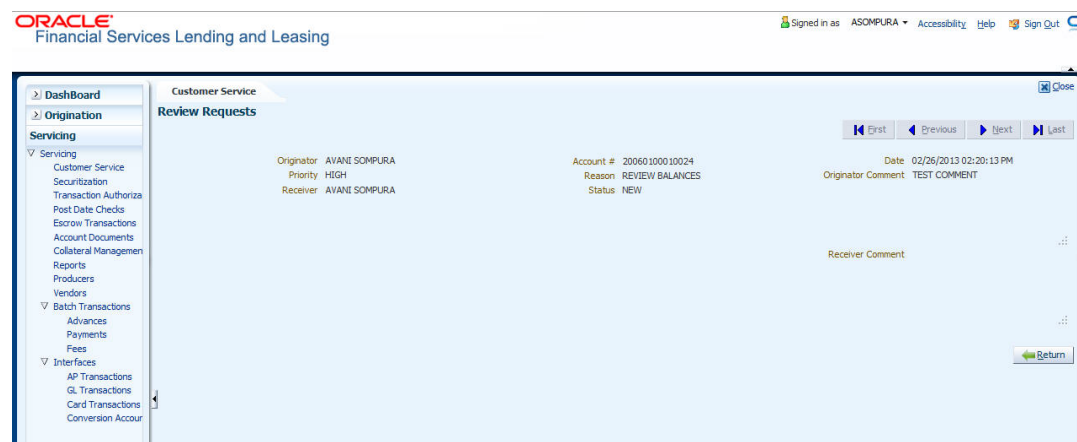 ORACLE
Financial Services Lending and Leasing
Signed in as ASOMPURA Accessibility Help Sign Out
Close
DashBoard
Origination
Servicing
Servicing
Customer Service
Securitization
Transaction Authoriza
Post Date Checks
Escrow Transactions
Account Documents
Collateral Managemen
Reports
Producers
Vendors
Batch Transactions
Advances
Payments
Fees
Interfaces
AP Transactions
GL Transactions
Card Transactions
Conversion Accour
Customer Service
Review Requests
First Previous Next Last
Originator AVANI SOMPURA
Priority HIGH
Receiver AVANI SOMPURA
Account # 20060100010024
Reason REVIEW BALANCES
Status NEW
Date 02/26/2013 02:20:13 PM
Originator Comment TEST COMMENT
Receiver Comment
Return